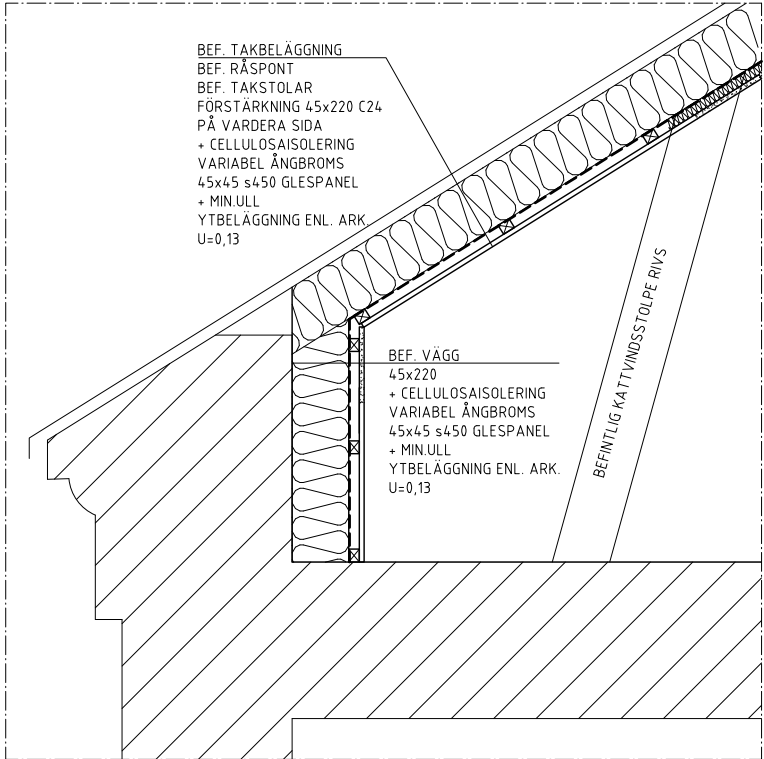 BEF. TAKBELÄGGNING
BEF. RÅSPONT
BEF. TAKSTOLAR
FÖRSTÄRKNING 45x220 C24
PÅ VARDERA SIDA
+ CELLULOSAISOLERING
VARIABEL ÅNGBROMS
45x45 s450 GLESPANEL
+ MIN.ULL
YTBELÄGGNING ENL. ARK.
U=0,13
BEF. VÄGG
45x220
+ CELLULOSAISOLERING
VARIABEL ÅNGBROMS
45x45 s450 GLESPANEL
+ MIN.ULL
YTBELÄGGNING ENL. ARK.
U=0,13
BEFINTLIG KATTVINDSSTOLPE RIVS